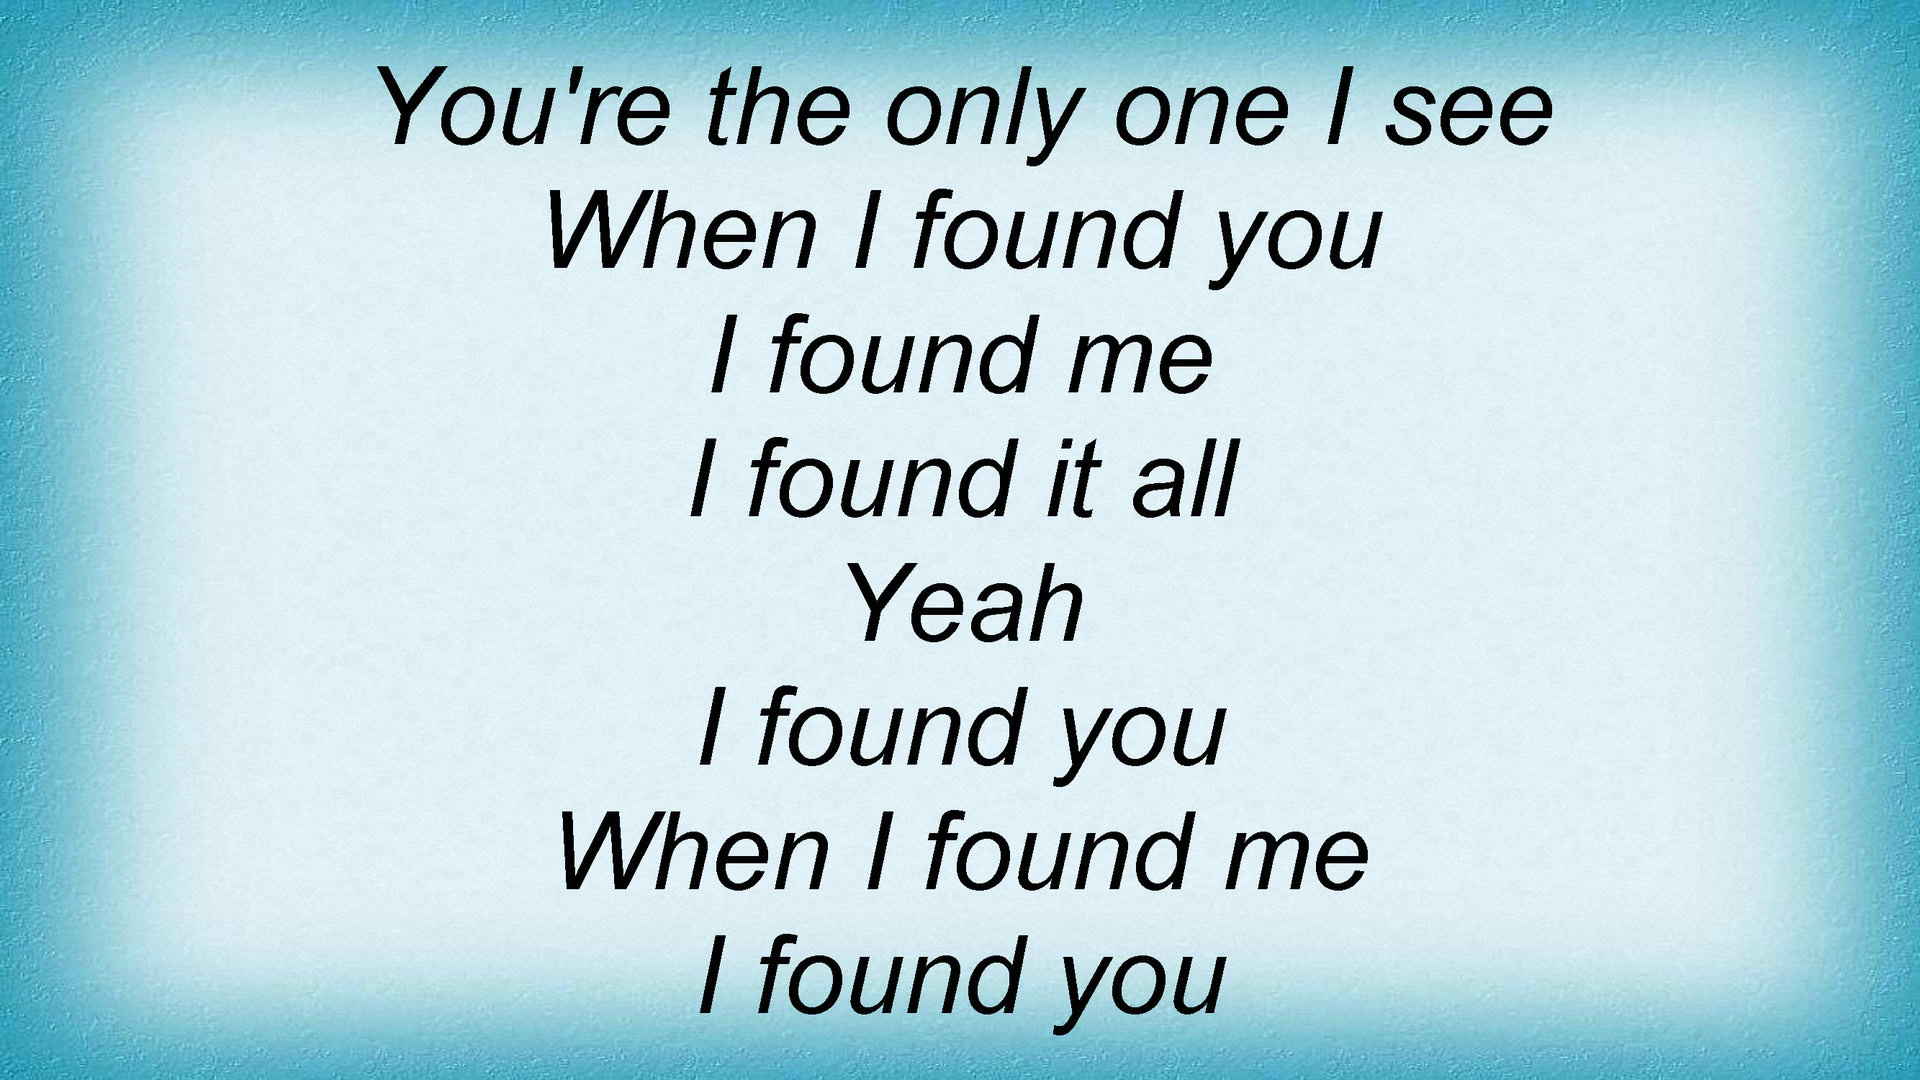 You're the only one I see
When I found you
I found me
I found it all
Yeah
I found you
When I found me
I found you